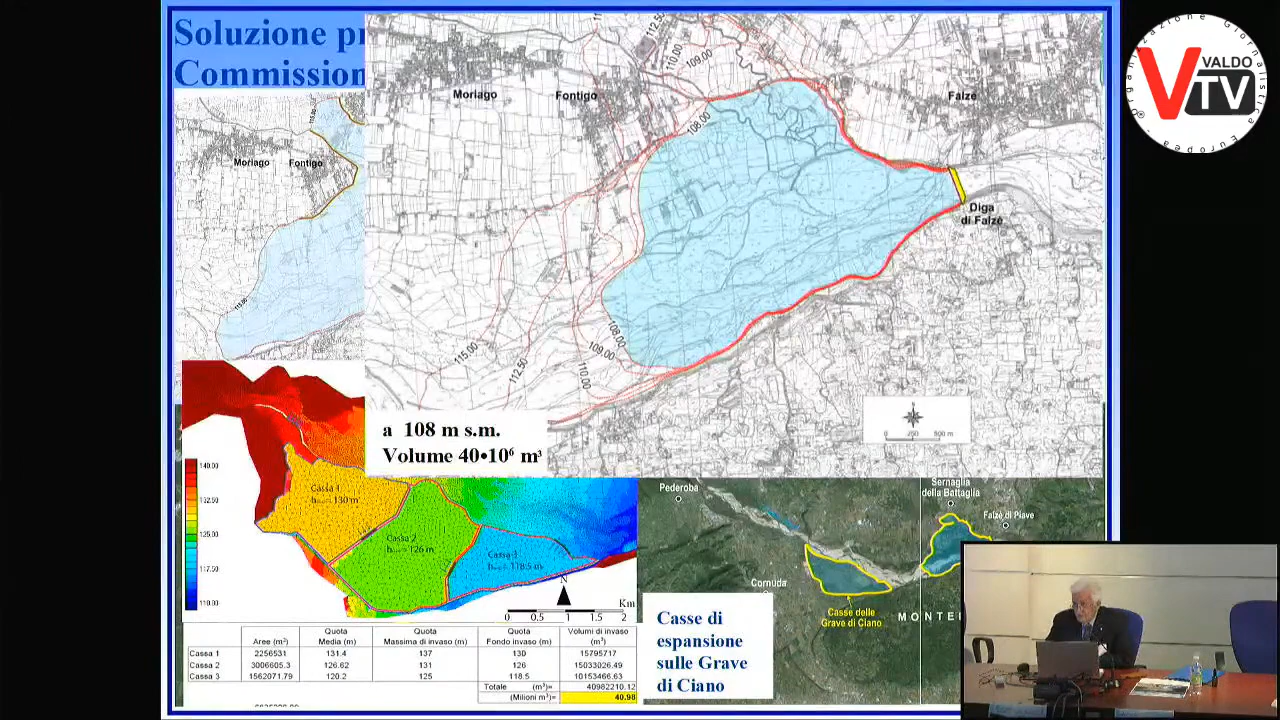 Soluzione pr
Commission
VALDO
TV
Organizzazione Giornalistica Europea
Moriago
Fontigo
Falzè
112,50
110,00
109,00
108,00
Diga
di Falzè
Moriago
Fontigo
115,00
112,50
110,00
109,00
108,00
0 250 500 m
a 108 m s.m.
Volume 40•10⁶ m³
140.00
132.50
125.00
117.50
110.00
Cassa 1
Cassa 2
Cassa 3
N
Km
0 0.5 1 1.5 2
Aree (m²) Quota Media (m) Quota Massima di invaso (m) Quota Fondo invaso (m) Volumi di invaso (m³)
Cassa 1 2256531 131.4 137 130 15795717
Cassa 2 3006605.3 126.62 131 126 15033026.49
Cassa 3 1562071.79 120.2 125 118.5 10153466.63
Totale (m³)= 40982210.12
(Milioni m³)= 40.98
Pederoba
Sernaglia
della Battaglia
Falzè di Piave
Cornuda
Casse delle
Grave di Ciano
Casse di
espansione
sulle Grave
di Ciano